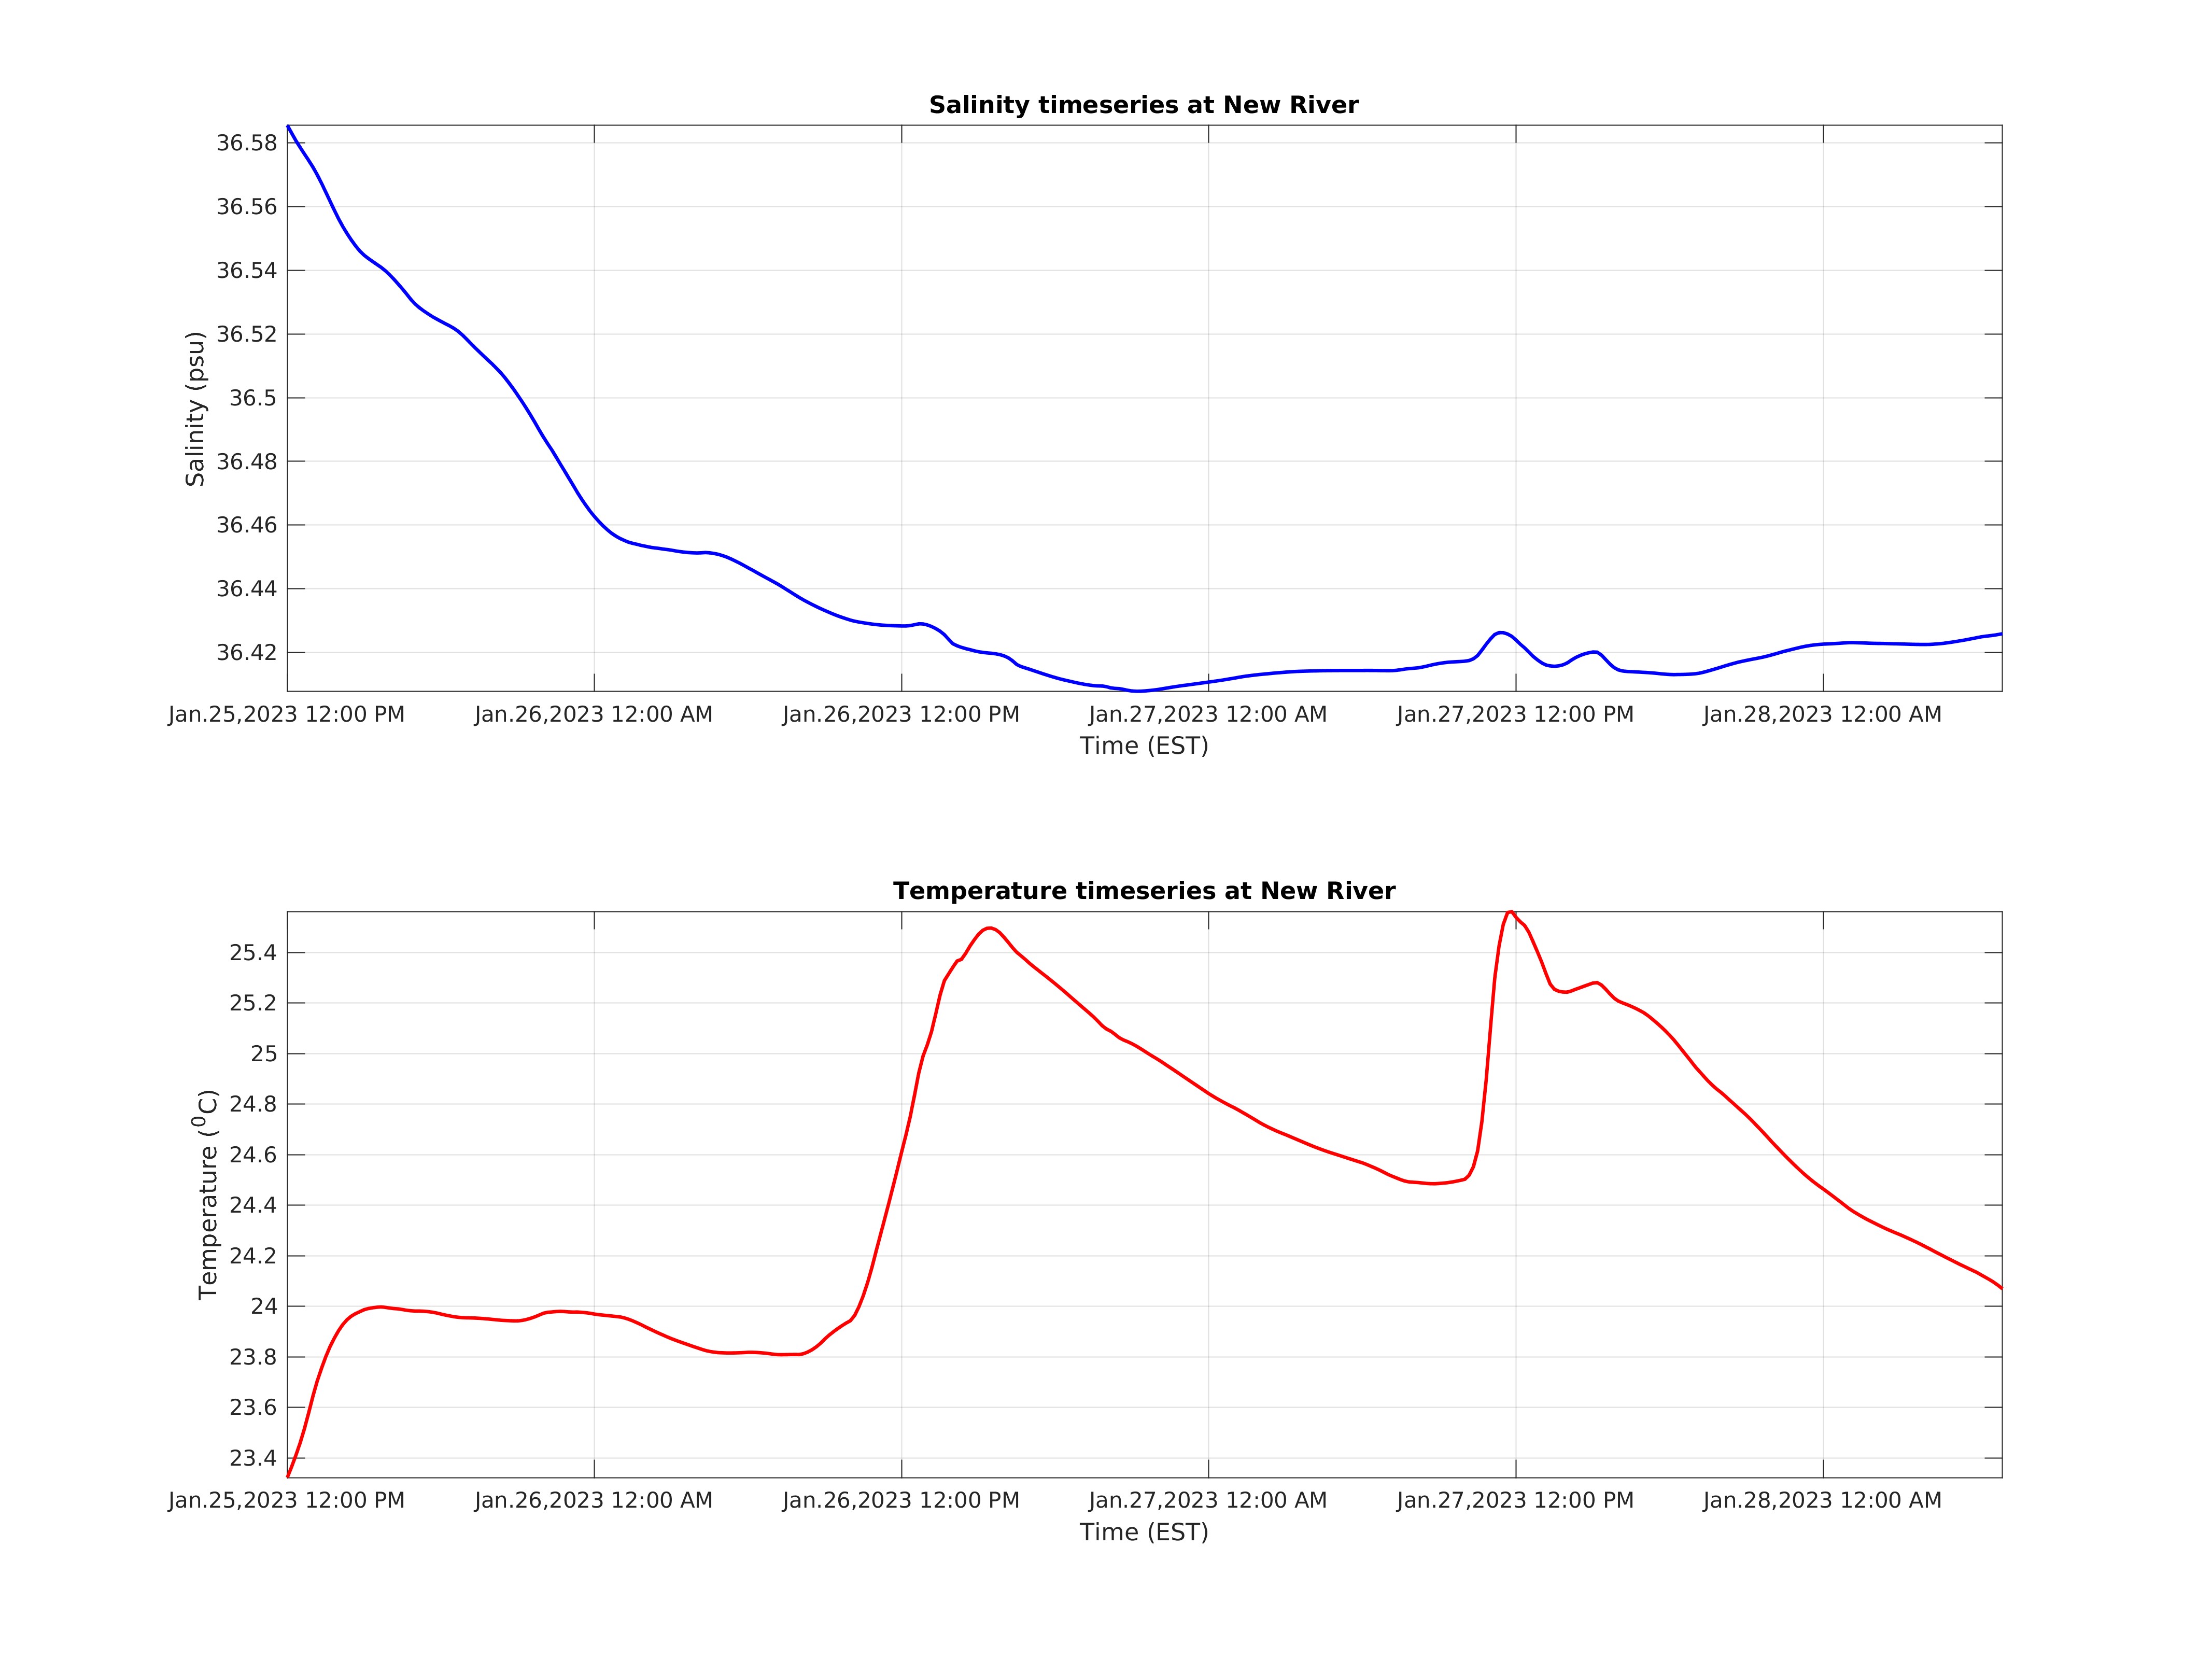 Salinity timeseries at New River
36.58
36.56
36.54
36.52
36.5
36.48
36.46
36.44
36.42
Salinity (psu)
Jan.25,2023 12:00 PM Jan.26,2023 12:00 AM Jan.26,2023 12:00 PM Jan.27,2023 12:00 AM Jan.27,2023 12:00 PM Jan.28,2023 12:00 AM
Time (EST)
Temperature timeseries at New River
25.4
25.2
25
24.8
24.6
24.4
24.2
24
23.8
23.6
23.4
Temperature (⁰C)
Jan.25,2023 12:00 PM Jan.26,2023 12:00 AM Jan.26,2023 12:00 PM Jan.27,2023 12:00 AM Jan.27,2023 12:00 PM Jan.28,2023 12:00 AM
Time (EST)